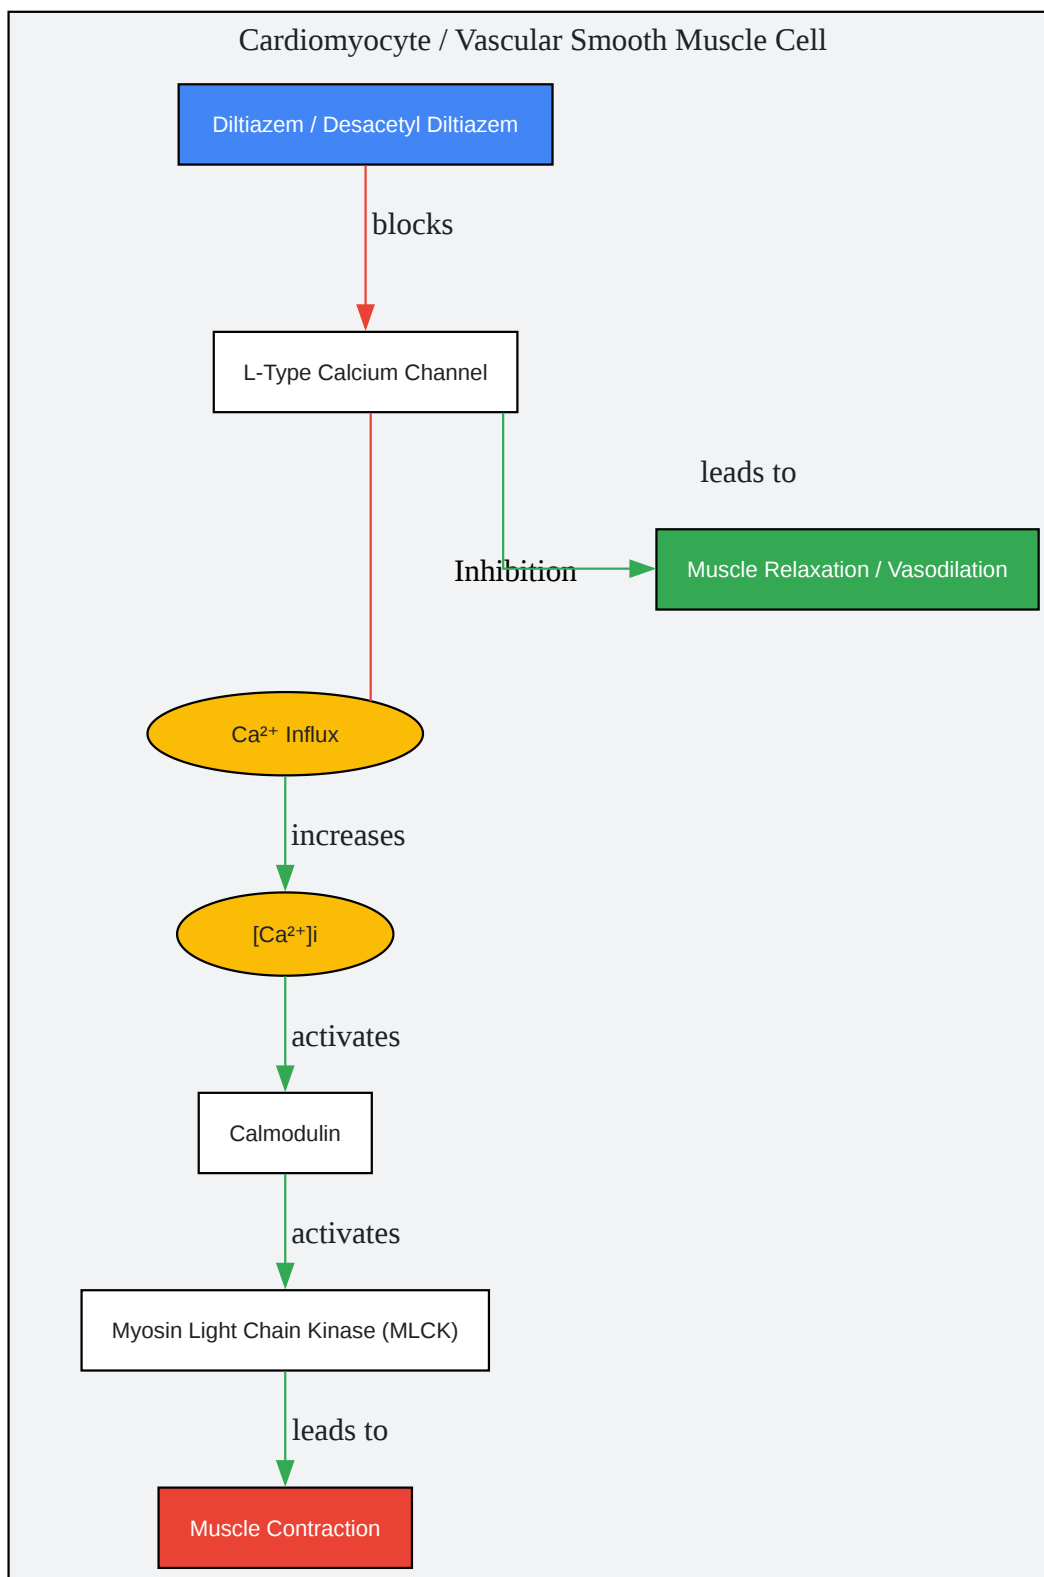 Cardiomyocyte / Vascular Smooth Muscle Cell
Diltiazem / Desacetyl Diltiazem
blocks
L-Type Calcium Channel
leads to
Inhibition
Muscle Relaxation / Vasodilation
Ca²⁺ Influx
increases
[Ca²⁺]i
activates
Calmodulin
activates
Myosin Light Chain Kinase (MLCK)
leads to
Muscle Contraction